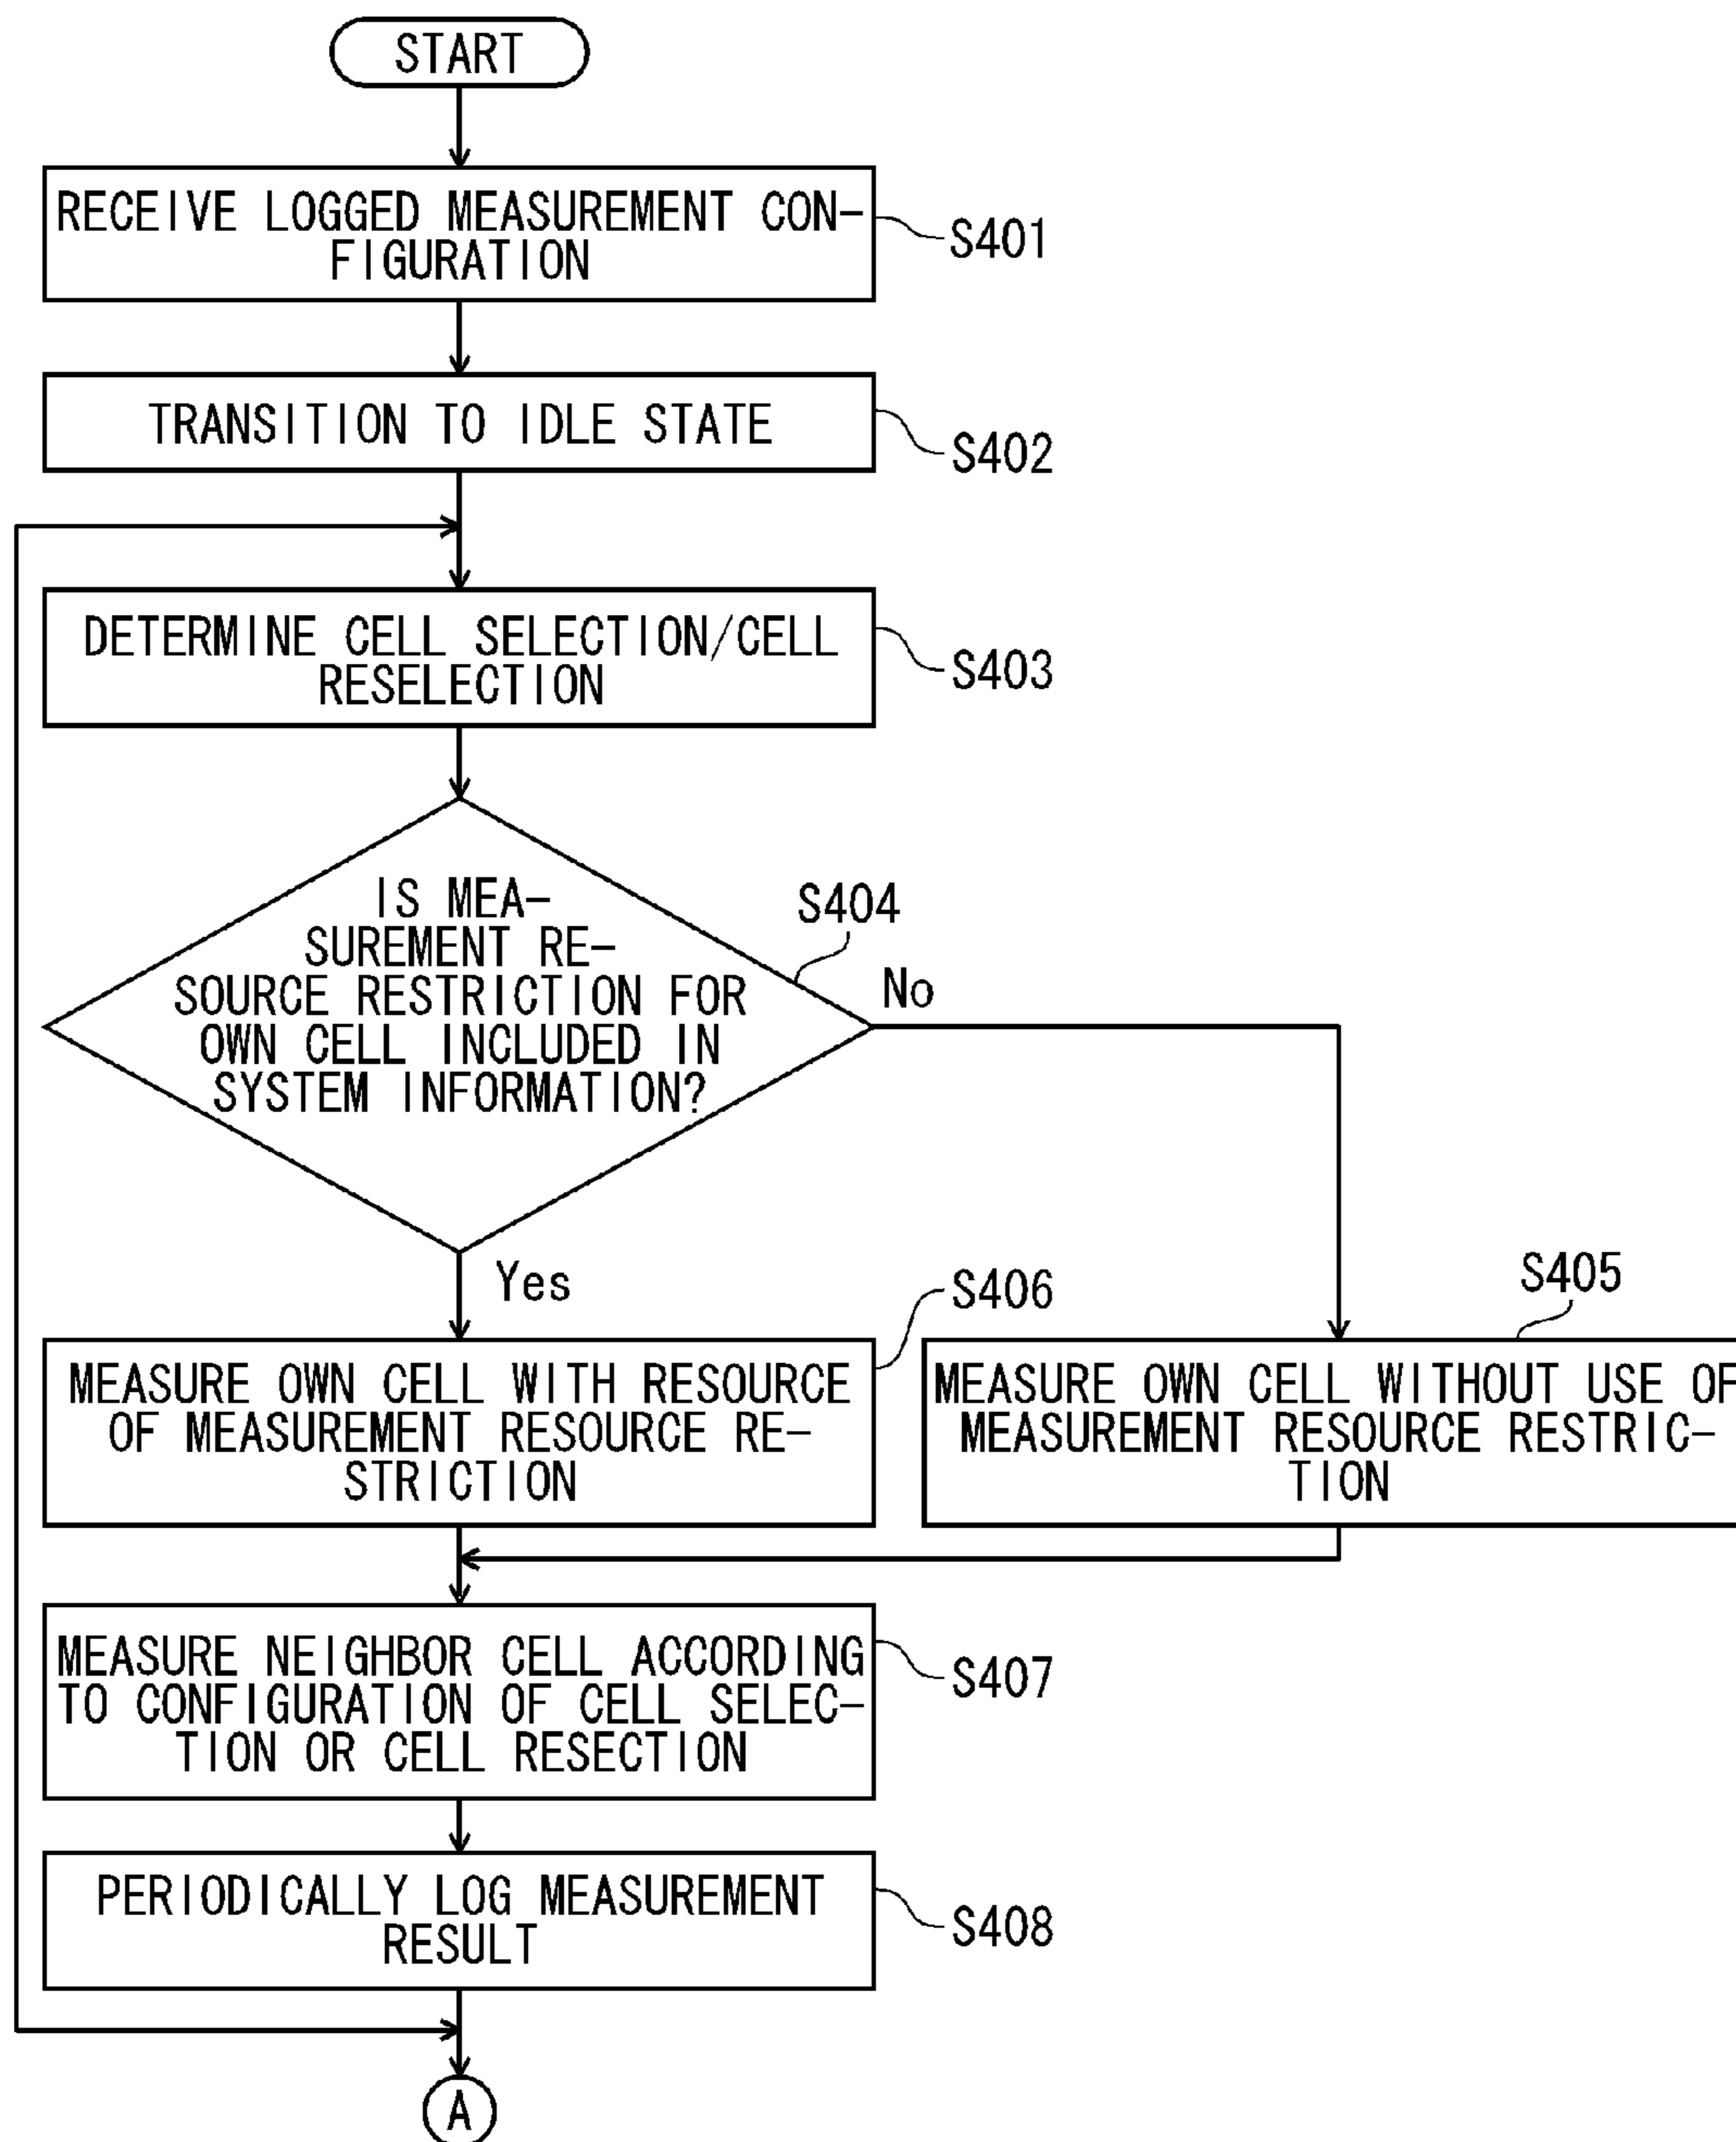 START
RECEIVE LOGGED MEASUREMENT CON-
FIGURATION
S401
TRANSITION TO IDLE STATE
S402
DETERMINE CELL SELECTION/CELL
RESELECTION
S403
IS MEA-
SUREMENT RE-
SOURCE RESTRICTION FOR
OWN CELL INCLUDED IN
SYSTEM INFORMATION?
S404
No
Yes
S406
MEASURE OWN CELL WITH RESOURCE
OF MEASUREMENT RESOURCE RE-
STRICTION
S405
MEASURE OWN CELL WITHOUT USE OF
MEASUREMENT RESOURCE RESTRIC-
TION
MEASURE NEIGHBOR CELL ACCORDING
TO CONFIGURATION OF CELL SELEC-
TION OR CELL RESECTION
S407
PERIODICALLY LOG MEASUREMENT
RESULT
S408
A